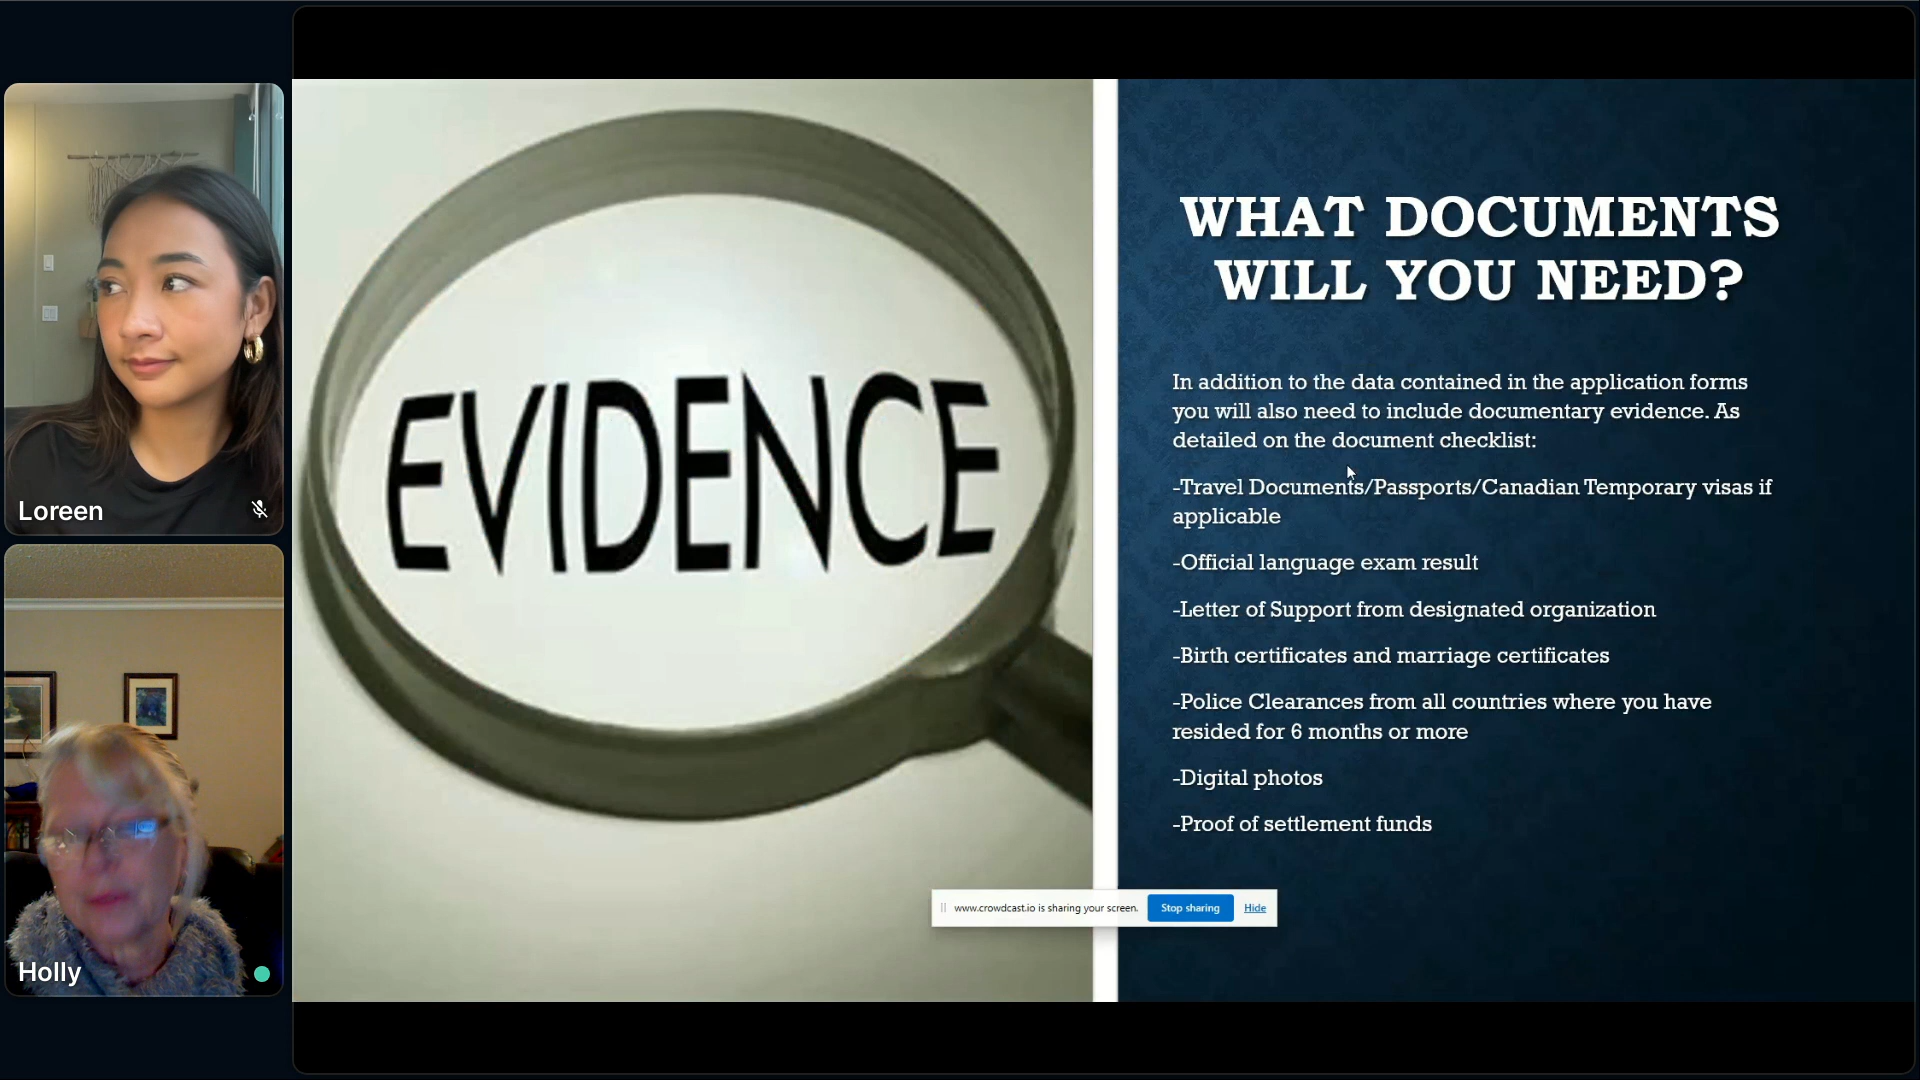 Loreen
Holly
EVIDENCE
WHAT DOCUMENTS
WILL YOU NEED?
In addition to the data contained in the application forms
you will also need to include documentary evidence. As
detailed on the document checklist:
-Travel Documents/Passports/Canadian Temporary visas if
applicable
-Official language exam result
-Letter of Support from designated organization
-Birth certificates and marriage certificates
-Police Clearances from all countries where you have
resided for 6 months or more
-Digital photos
-Proof of settlement funds
www.crowdcast.io is sharing your screen. Stop sharing Hide